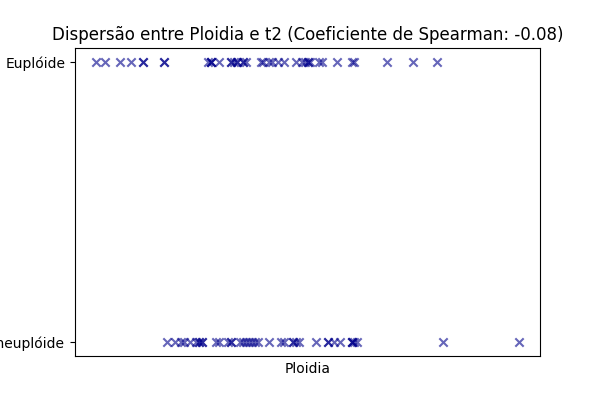 Dispersão entre Ploidia e t2 (Coeficiente de Spearman: -0.08)
Euplóide
neuplóide
Ploidia